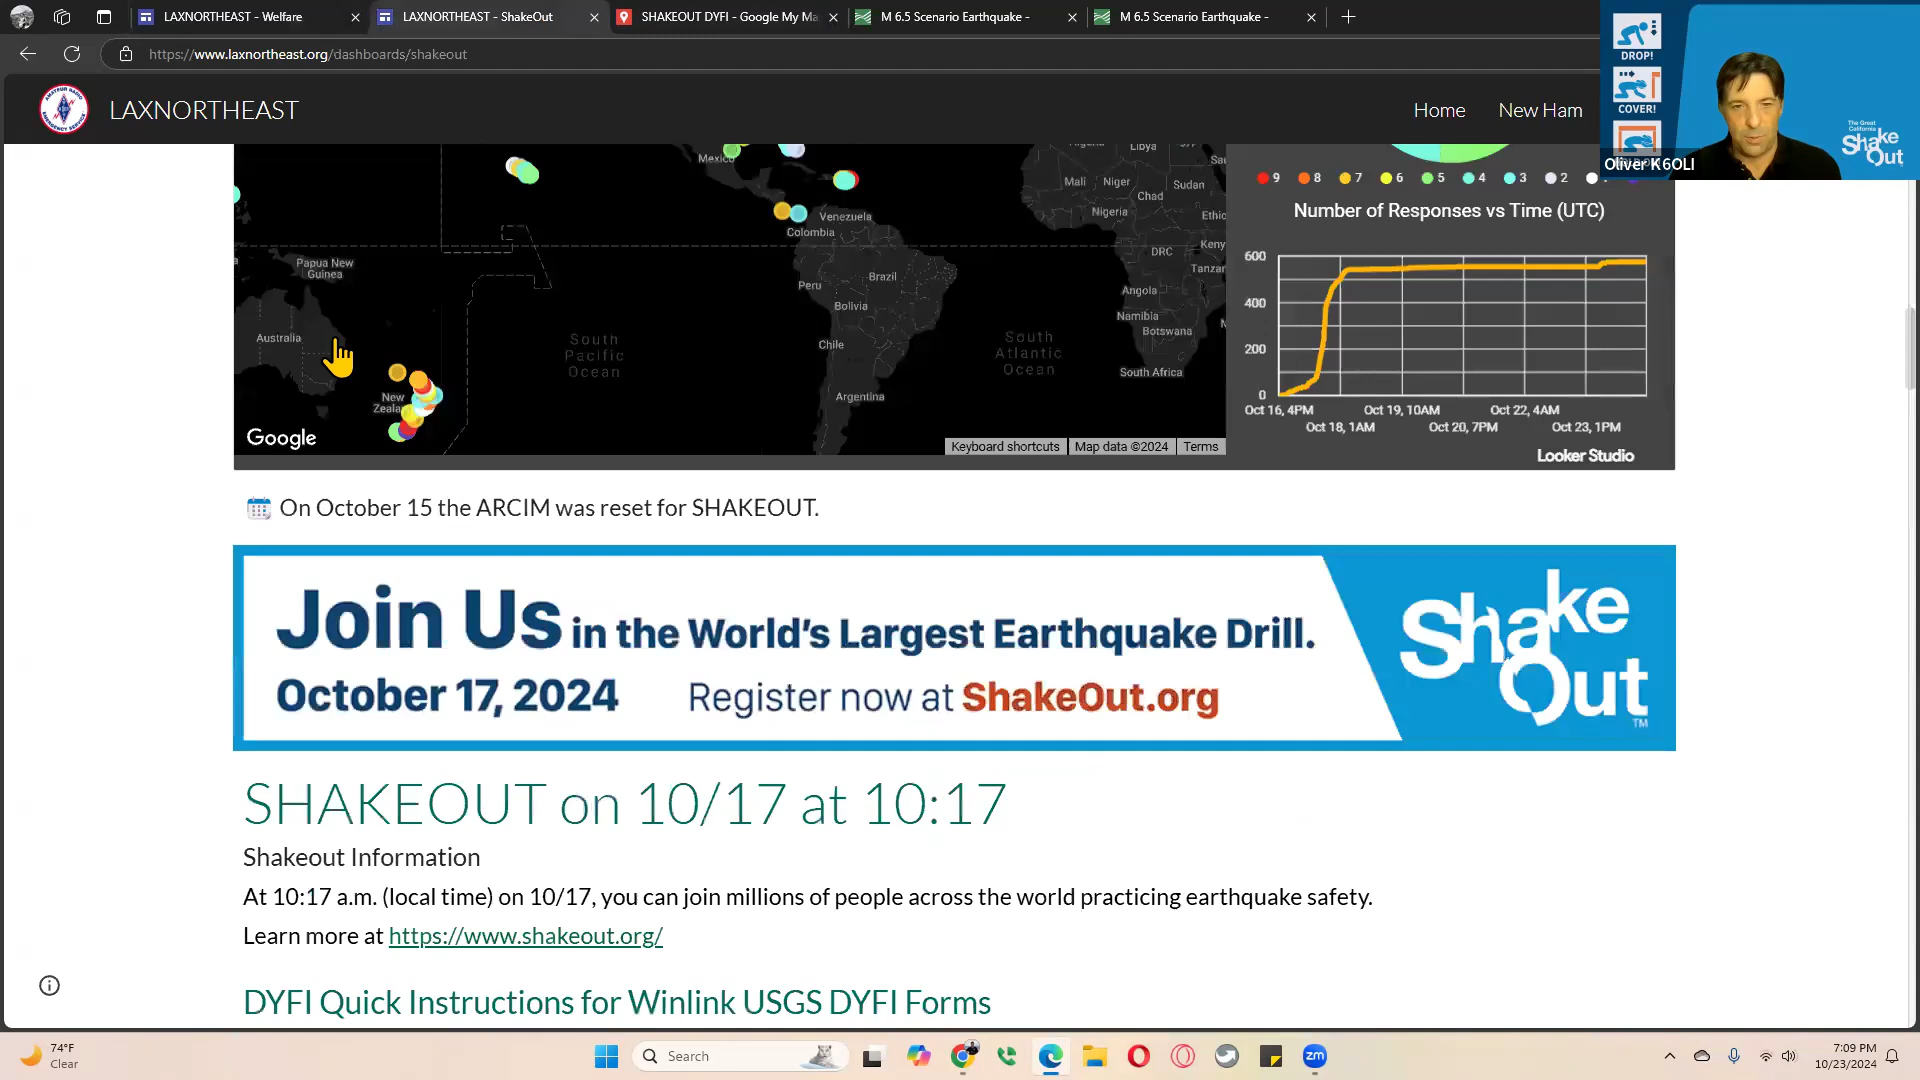 LAXNORTHEAST - Welfare
LAXNORTHEAST - ShakeOut
SHAKEOUT DYFI - Google My Ma
M 6.5 Scenario Earthquake -
M 6.5 Scenario Earthquake -
https://www.laxnortheast.org/dashboards/shakeout
LAXNORTHEAST
Home
New Ham
DROP!
COVER!
Oliver K6OLI
The Great California
Shake Out
Mexico
Libya
Mali
Niger
Chad
Sudan
Nigeria
Venezuela
Colombia
DRC
Papua New Guinea
Brazil
Peru
Bolivia
Angola
Namibia
Botswana
Australia
South Pacific Ocean
South Atlantic Ocean
Chile
South Africa
Argentina
New
Google
Keyboard shortcuts
Map data ©2024
Terms
9 8 7 6 5 4 3 2
Number of Responses vs Time (UTC)
600
400
200
0
Oct 16, 4PM
Oct 18, 1AM
Oct 19, 10AM
Oct 20, 7PM
Oct 22, 4AM
Oct 23, 1PM
Looker Studio
On October 15 the ARCIM was reset for SHAKEOUT.
Join Us in the World's Largest Earthquake Drill.
October 17, 2024 Register now at ShakeOut.org
Shake Out™
SHAKEOUT on 10/17 at 10:17
Shakeout Information
At 10:17 a.m. (local time) on 10/17, you can join millions of people across the world practicing earthquake safety.
Learn more at https://www.shakeout.org/
DYFI Quick Instructions for Winlink USGS DYFI Forms
74°F
Clear
Search
zm
7:09 PM
10/23/2024